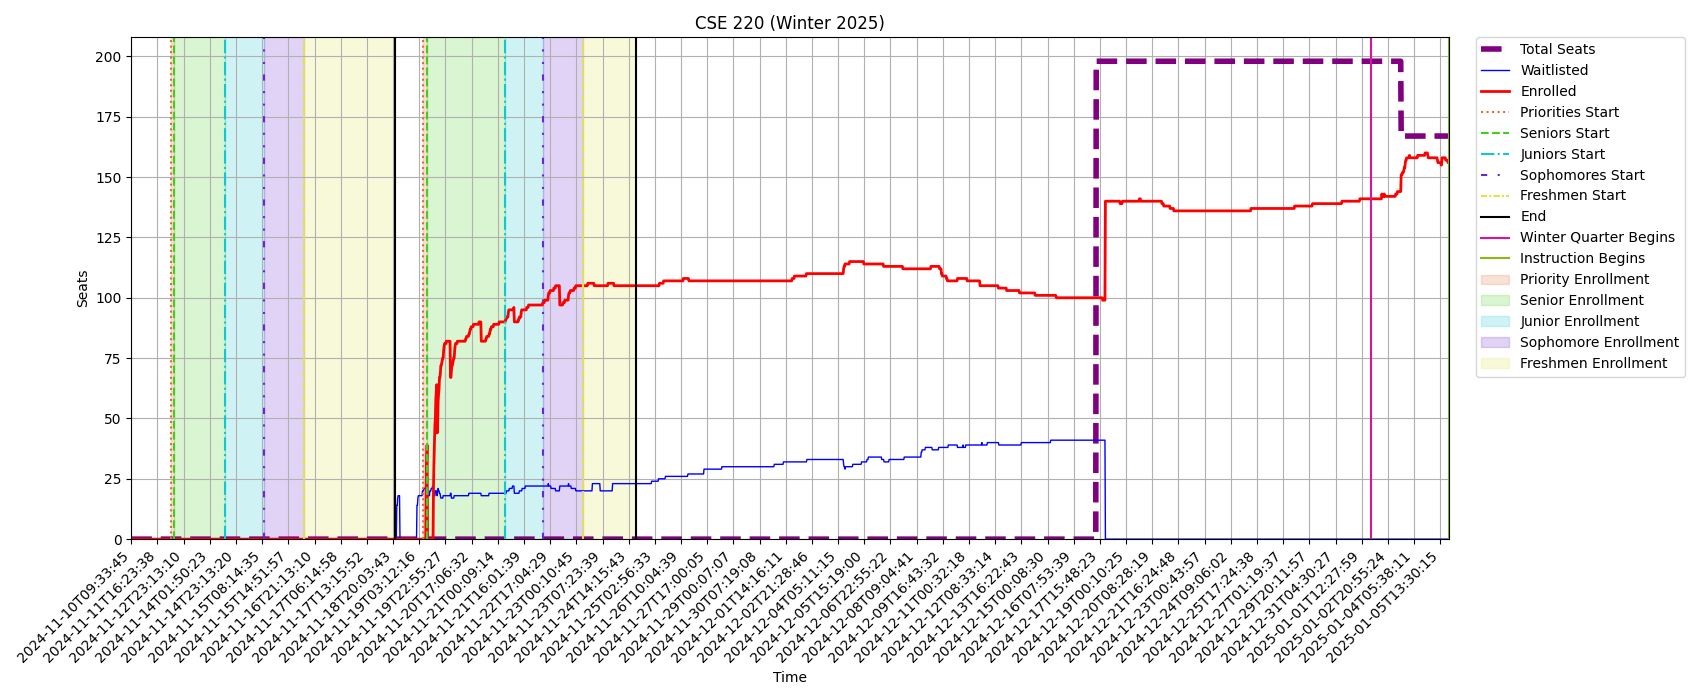 CSE 220 (Winter 2025)
Seats
200
175
150
125
100
75
50
25
0
2024-11-10T09:33:45
2024-11-11T16:23:38
2024-11-12T23:13:10
2024-11-14T01:50:23
2024-11-14T23:13:20
2024-11-15T08:14:35
2024-11-15T14:51:57
2024-11-16T21:13:10
2024-11-17T06:14:58
2024-11-17T13:15:52
2024-11-18T20:03:43
2024-11-19T03:12:16
2024-11-19T22:55:27
2024-11-20T17:06:32
2024-11-21T00:09:14
2024-11-21T16:01:39
2024-11-22T17:04:29
2024-11-23T00:10:45
2024-11-23T07:23:39
2024-11-24T14:15:43
2024-11-25T02:56:33
2024-11-26T10:04:39
2024-11-27T17:00:05
2024-11-29T00:07:07
2024-11-30T07:19:08
2024-12-01T14:16:11
2024-12-02T21:28:46
2024-12-04T05:11:15
2024-12-05T15:19:00
2024-12-06T22:55:22
2024-12-08T09:04:41
2024-12-09T16:43:32
2024-12-11T00:32:18
2024-12-12T08:33:14
2024-12-13T16:22:43
2024-12-15T00:08:30
2024-12-16T07:53:39
2024-12-17T15:48:23
2024-12-19T00:10:25
2024-12-20T08:28:19
2024-12-21T16:24:48
2024-12-23T00:43:57
2024-12-24T09:06:02
2024-12-25T17:24:38
2024-12-27T01:19:37
2024-12-29T20:11:57
2024-12-31T04:30:27
2025-01-01T12:27:59
2025-01-02T20:55:24
2025-01-04T05:38:11
2025-01-05T13:30:15
Time
Total Seats
Waitlisted
Enrolled
Priorities Start
Seniors Start
Juniors Start
Sophomores Start
Freshmen Start
End
Winter Quarter Begins
Instruction Begins
Priority Enrollment
Senior Enrollment
Junior Enrollment
Sophomore Enrollment
Freshmen Enrollment